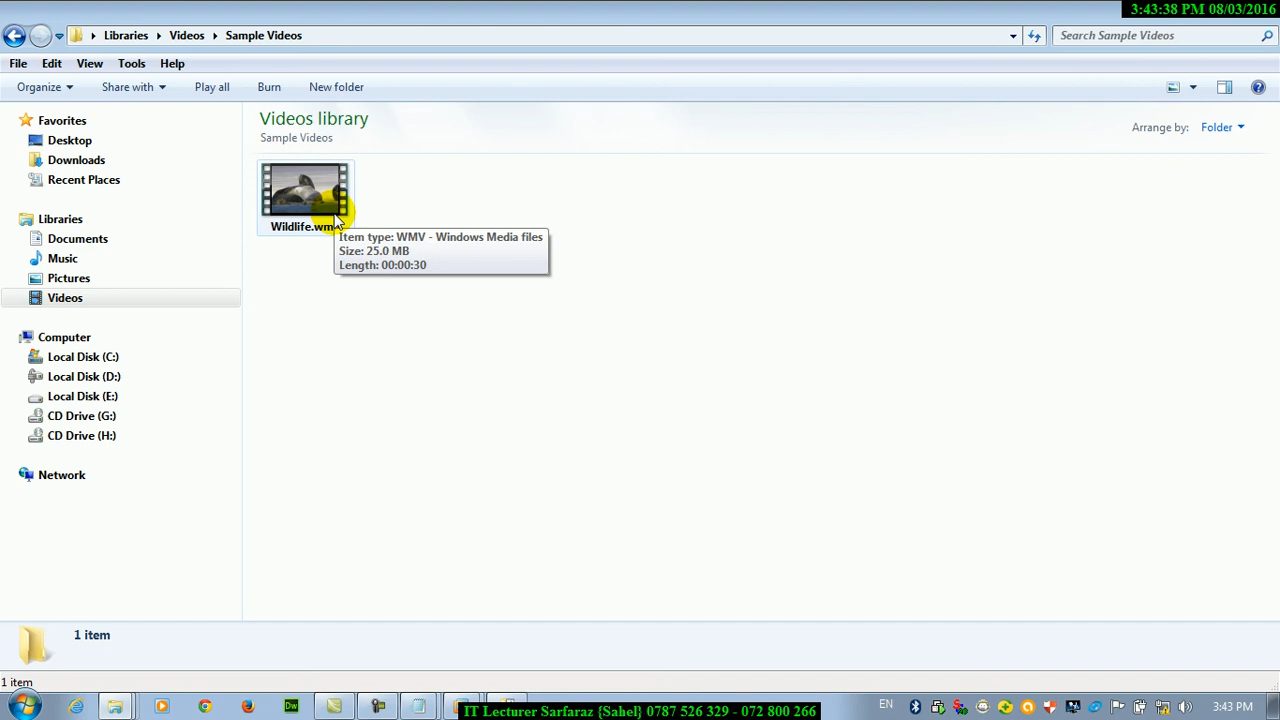 3:43:38 PM 08/03/2016
Libraries Videos Sample Videos
Search Sample Videos
File Edit View Tools Help
Organize Share with Play all Burn New folder
Favorites
Desktop
Downloads
Recent Places
Libraries
Documents
Music
Pictures
Videos
Computer
Local Disk (C:)
Local Disk (D:)
Local Disk (E:)
CD Drive (G:)
CD Drive (H:)
Network
Videos library
Sample Videos
Arrange by: Folder
Wildlife.wm
Item type: WMV - Windows Media files
Size: 25.0 MB
Length: 00:00:30
1 item
1 item
Dw
EN
3:43 PM
IT Lecturer Sarfaraz {Sahel} 0787 526 329 - 072 800 266